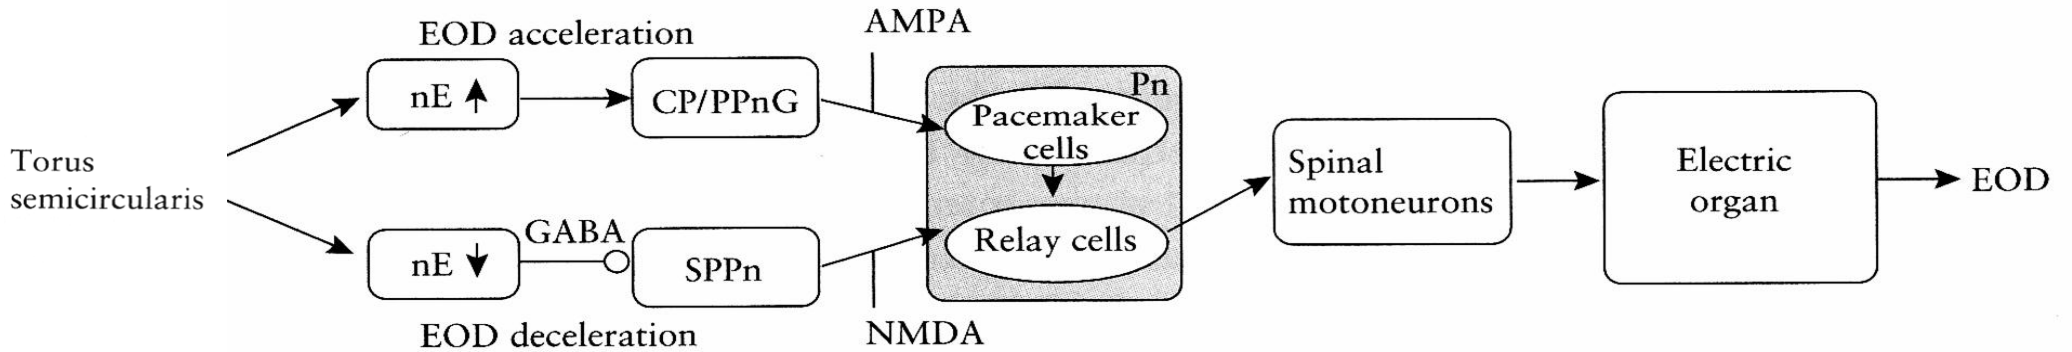 EOD acceleration
AMPA
nE ↑
CP/PPnG
Pn
Pacemaker
cells
Torus
semicircularis
Spinal
motoneurons
Electric
organ
EOD
GABA
nE ↓
SPPn
Relay cells
EOD deceleration
NMDA